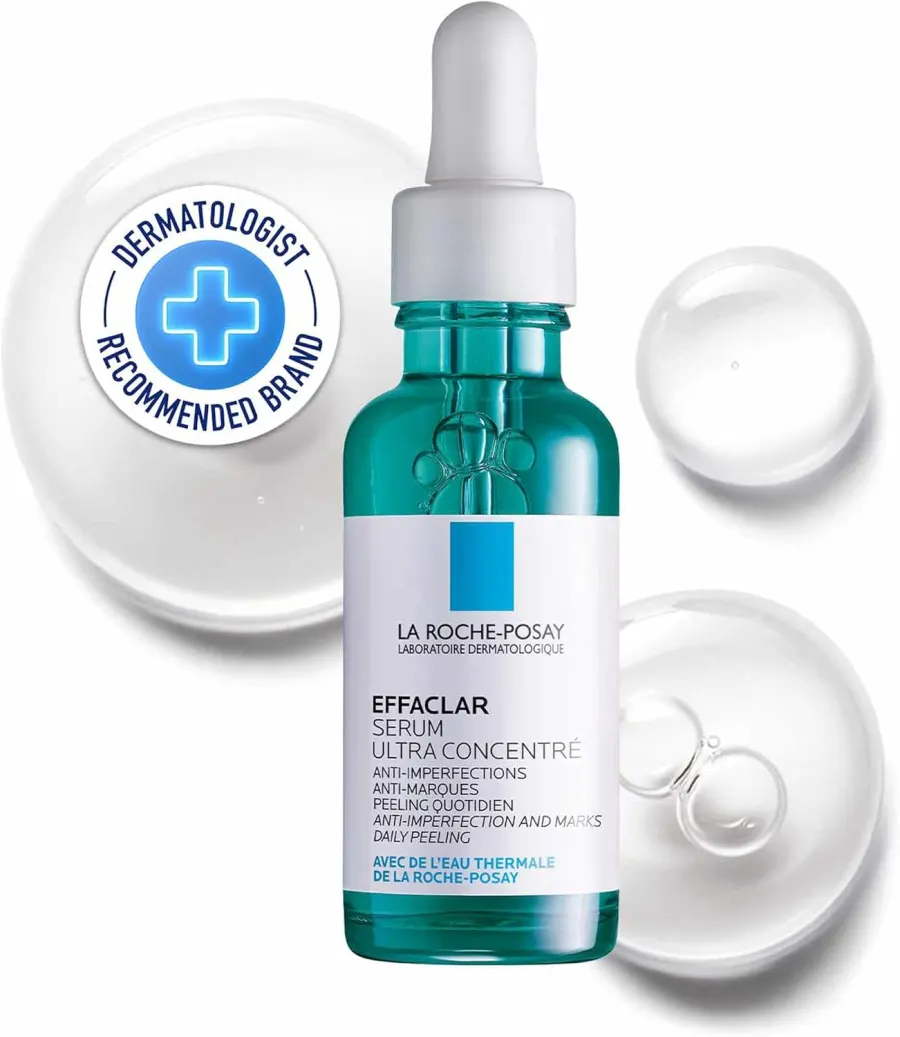 DERMATOLOGIST
RECOMMENDED BRAND
LA ROCHE-POSAY
LABORATOIRE DERMATOLOGIQUE
EFFACLAR
SERUM
ULTRA CONCENTRÉ
ANTI-IMPERFECTIONS
ANTI-MARQUES
PEELING QUOTIDIEN
ANTI-IMPERFECTION AND MARKS
DAILY PEELING
AVEC DE L'EAU THERMALE
DE LA ROCHE-POSAY